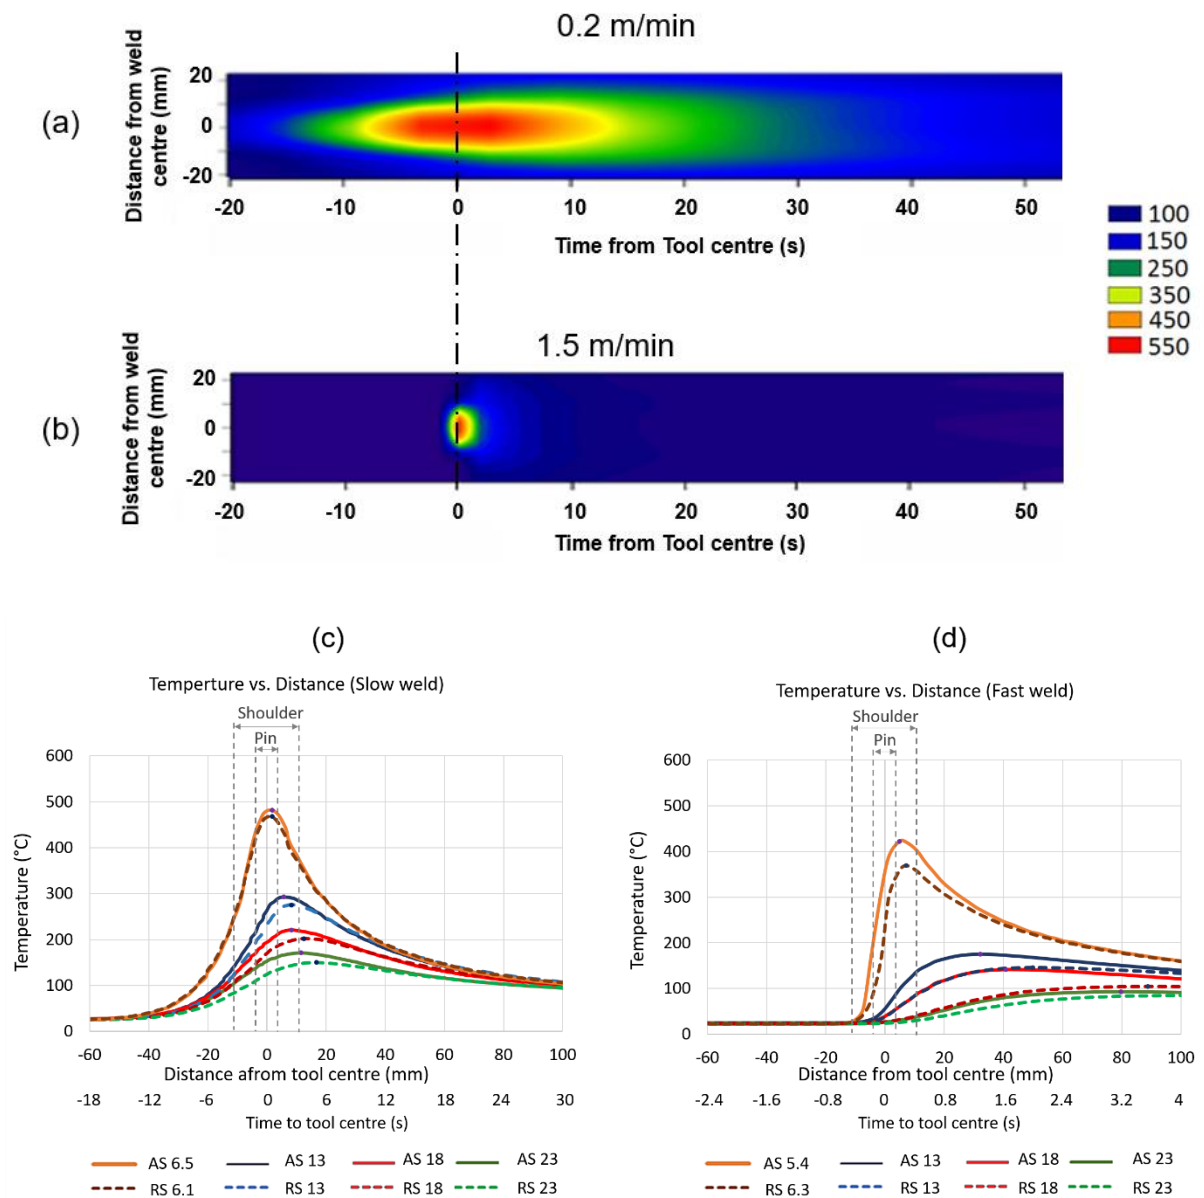 0.2 m/min
(a)
Distance from weld
centre (mm)
20
0
-20
-20 -10 0 10 20 30 40 50
Time from Tool centre (s)
100
150
250
350
450
550
1.5 m/min
(b)
Distance from weld
centre (mm)
20
0
-20
-20 -10 0 10 20 30 40 50
Time from Tool centre (s)
(c)
Temperture vs. Distance (Slow weld)
Shoulder
Pin
Temperature (°C)
600
500
400
300
200
100
0
-60 -40 -20 0 20 40 60 80 100
Distance afrom tool centre (mm)
-18 -12 -6 0 6 12 18 24 30
Time to tool centre (s)
AS 6.5 AS 13 AS 18 AS 23
RS 6.1 RS 13 RS 18 RS 23
(d)
Temperature vs. Distance (Fast weld)
Shoulder
Pin
Temperature (°C)
600
500
400
300
200
100
0
-60 -40 -20 0 20 40 60 80 100
Distance from tool centre (mm)
-2.4 -1.6 -0.8 0 0.8 1.6 2.4 3.2 4
Time to tool centre (s)
AS 5.4 AS 13 AS 18 AS 23
RS 6.3 RS 13 RS 18 RS 23